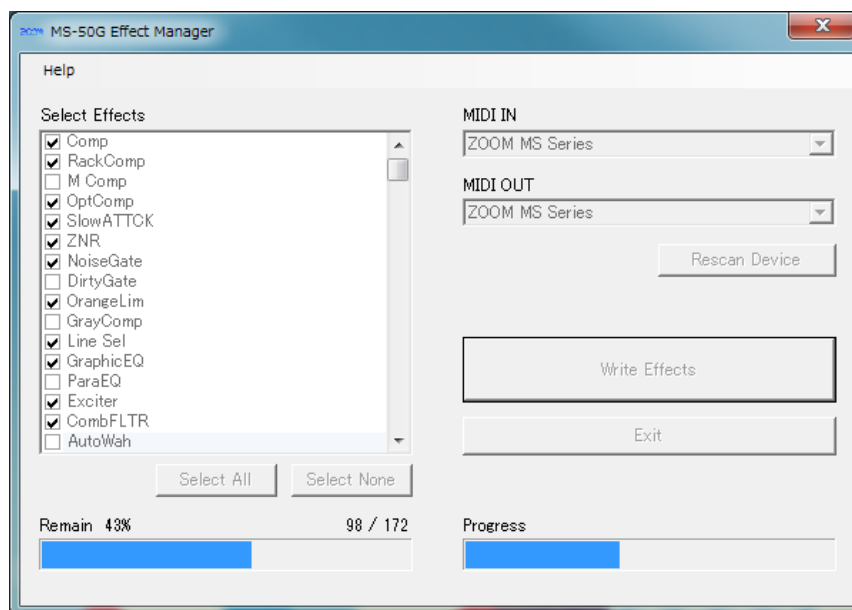 ZOOM MS-50G Effect Manager
Help
Select Effects
Comp
RackComp
M Comp
OptComp
SlowATTCK
ZNR
NoiseGate
DirtyGate
OrangeLim
GrayComp
Line Sel
GraphicEQ
ParaEQ
Exciter
CombFLTR
AutoWah
Select All
Select None
Remain 43%
98 / 172
MIDI IN
ZOOM MS Series
MIDI OUT
ZOOM MS Series
Rescan Device
Write Effects
Exit
Progress